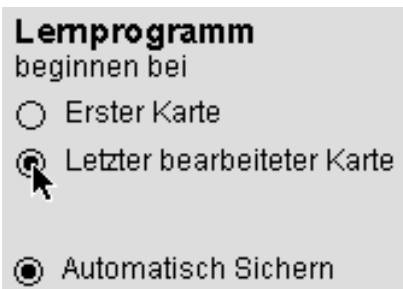 Lernprogramm
beginnen bei
Erster Karte
Letzter bearbeiteter Karte
Automatisch Sichern